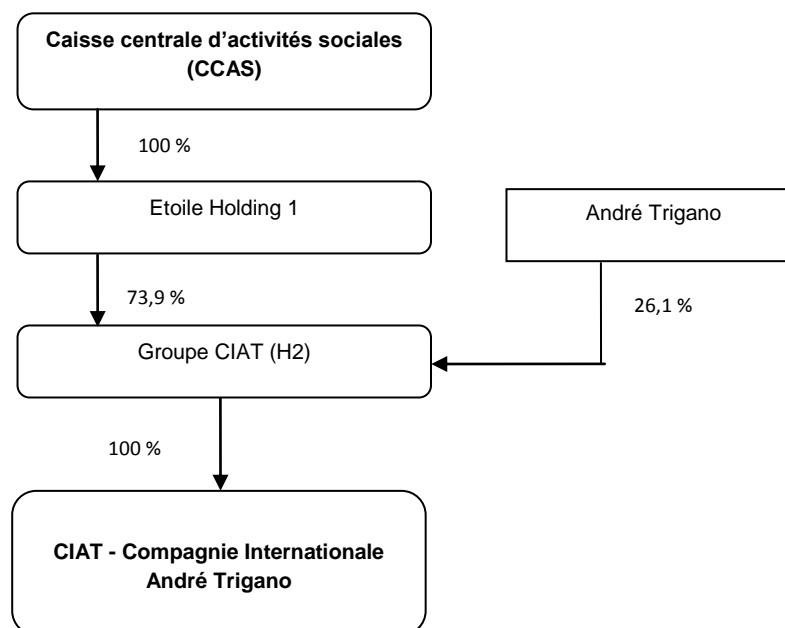 Caisse centrale d’activités sociales
(CCAS)
100 %
Etoile Holding 1
André Trigano
73,9 %
26,1 %
Groupe CIAT (H2)
100 %
CIAT - Compagnie Internationale
André Trigano